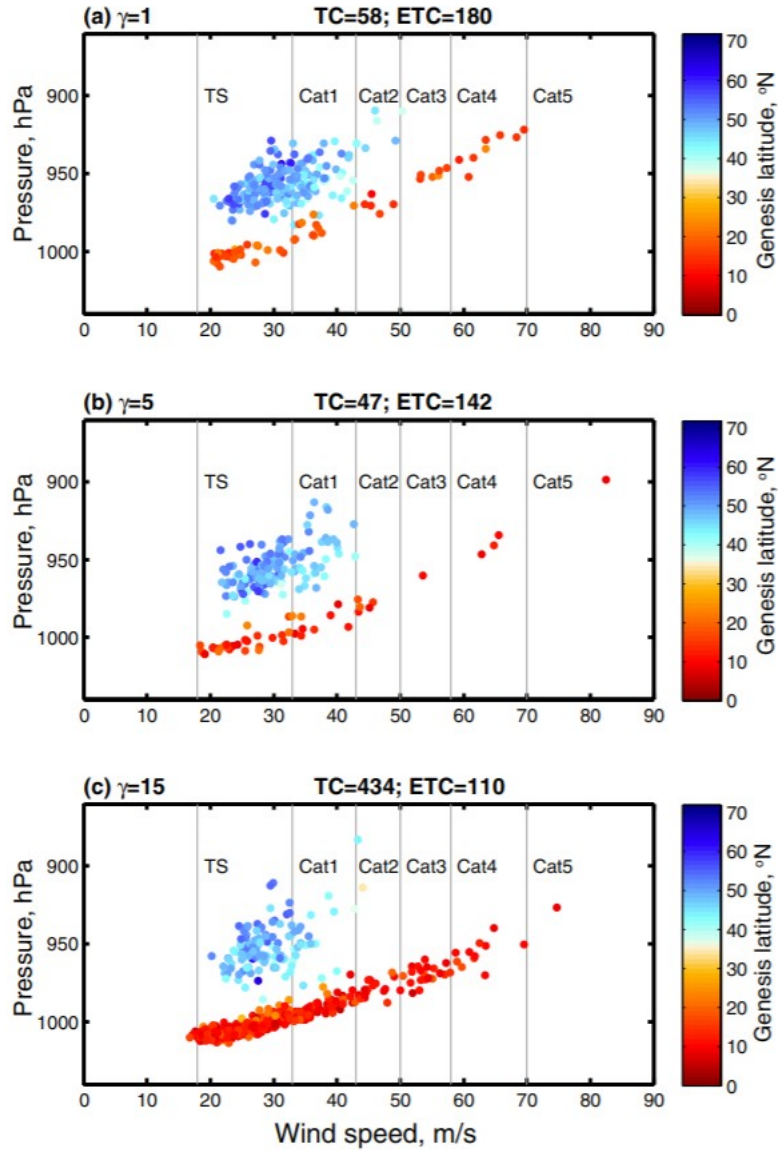 (a) γ=1 TC=58; ETC=180
TS Cat1 Cat2 Cat3 Cat4 Cat5
900
950
1000
Pressure, hPa
0 10 20 30 40 50 60 70 80 90
70
60
50
40
30
20
10
0
Genesis latitude, °N
(b) γ=5 TC=47; ETC=142
TS Cat1 Cat2 Cat3 Cat4 Cat5
900
950
1000
Pressure, hPa
0 10 20 30 40 50 60 70 80 90
70
60
50
40
30
20
10
0
Genesis latitude, °N
(c) γ=15 TC=434; ETC=110
TS Cat1 Cat2 Cat3 Cat4 Cat5
900
950
1000
Pressure, hPa
0 10 20 30 40 50 60 70 80 90
Wind speed, m/s
70
60
50
40
30
20
10
0
Genesis latitude, °N